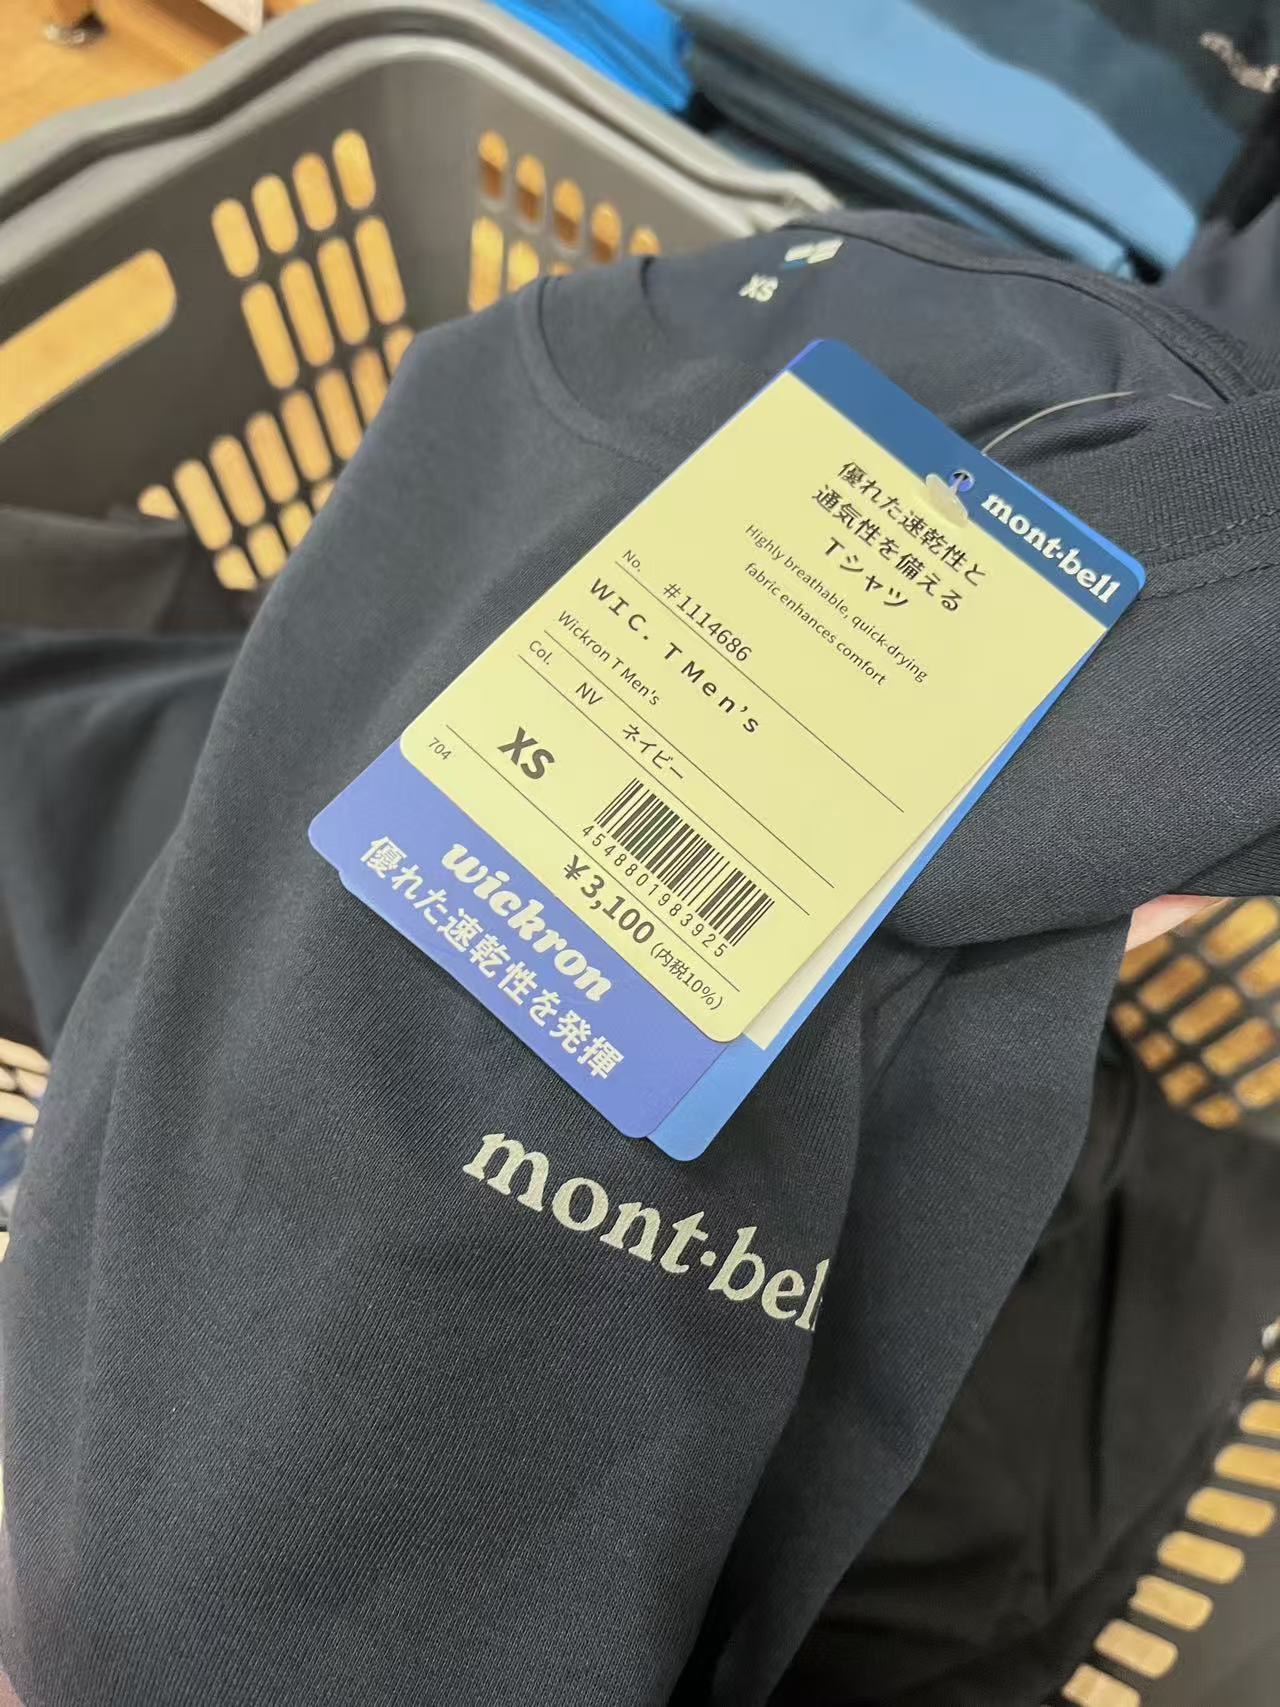 XS
mont·bell
優れた速乾性と
通気性を備える
Tシャツ
Highly breathable, quick-drying
fabric enhances comfort
No. #1114686
WIC. T Men's
Wickron T Men's
Col. NV ネイビー
704 XS
4548801983925
¥3,100(内税10%)
wickron
優れた速乾性を発揮
mont·bel